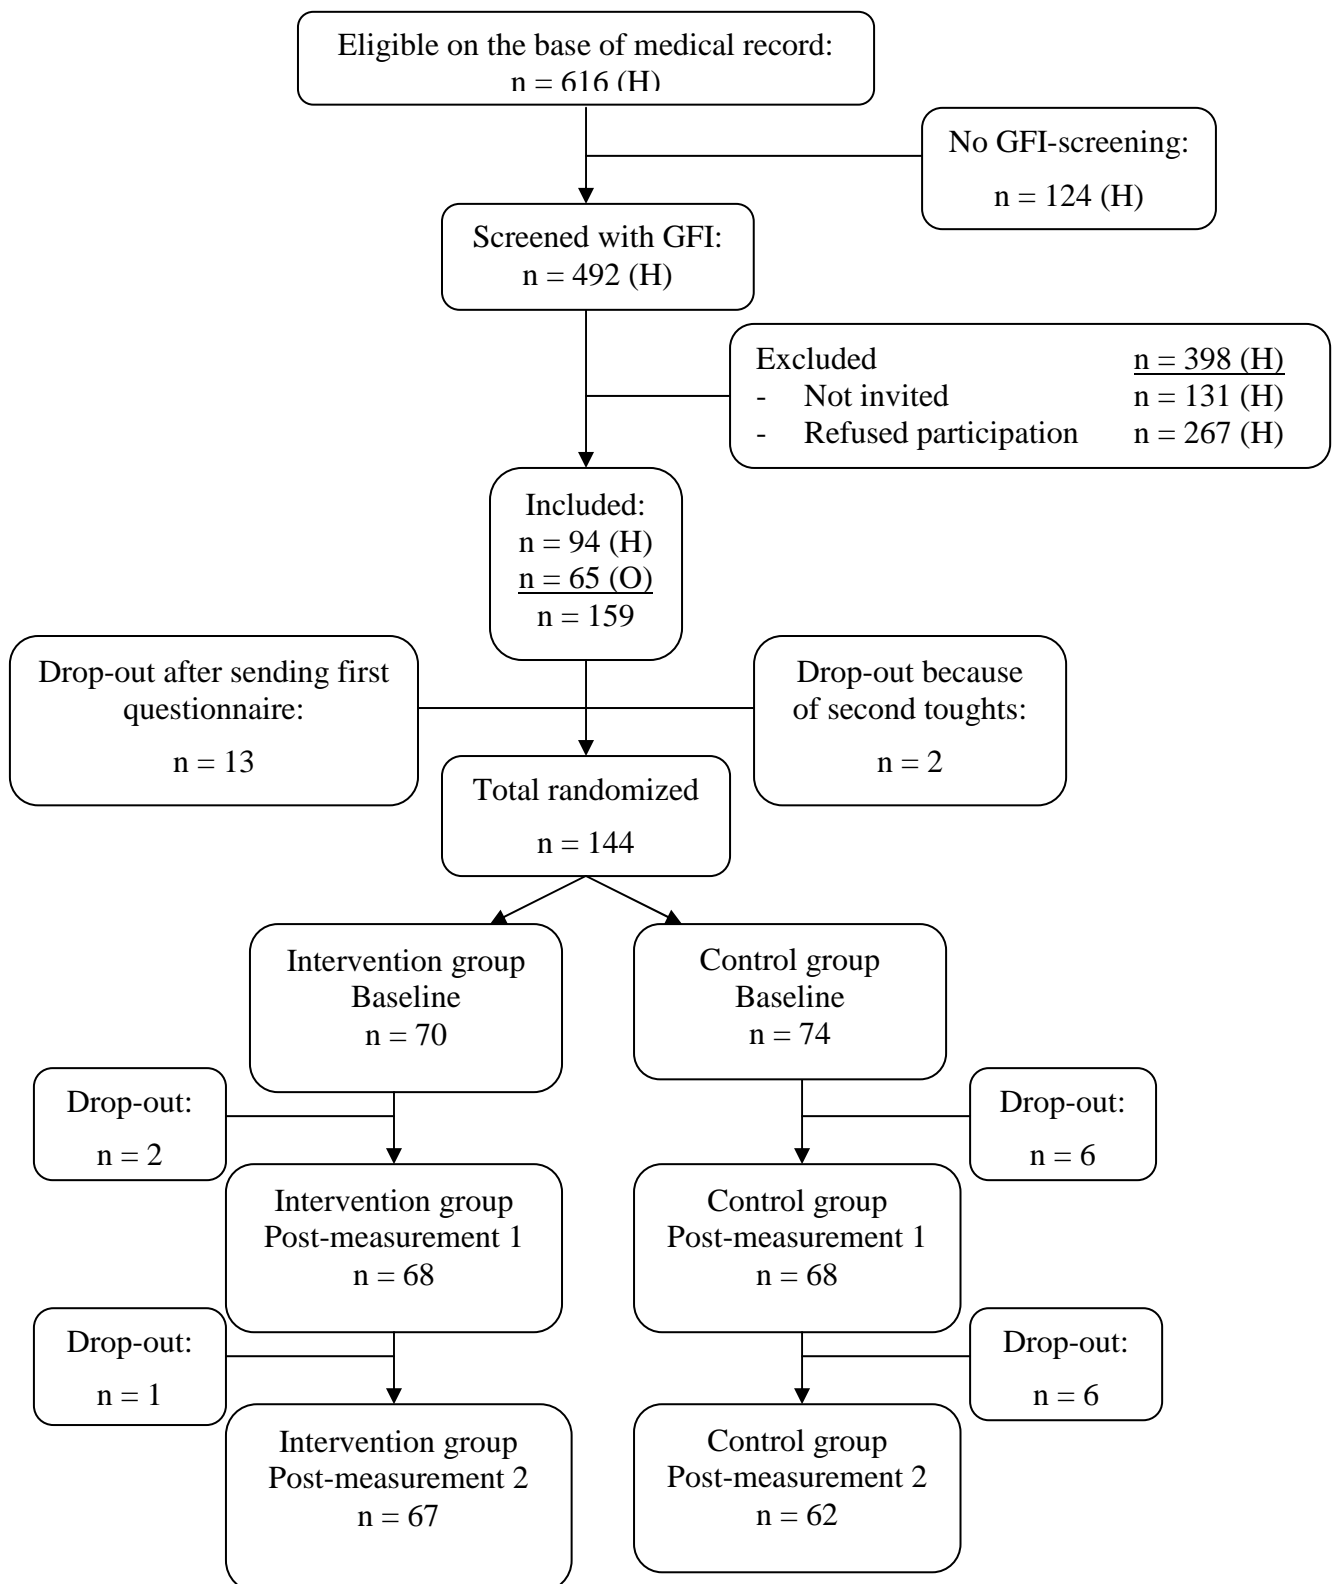 Eligible on the base of medical record:
n = 616 (H)
No GFI-screening:
n = 124 (H)
Screened with GFI:
n = 492 (H)
Excluded n = 398 (H)
- Not invited n = 131 (H)
- Refused participation n = 267 (H)
Included:
n = 94 (H)
n = 65 (O)
n = 159
Drop-out after sending first
questionnaire:
n = 13
Drop-out because
of second toughts:
n = 2
Total randomized
n = 144
Intervention group
Baseline
n = 70
Control group
Baseline
n = 74
Drop-out:
n = 2
Drop-out:
n = 6
Intervention group
Post-measurement 1
n = 68
Control group
Post-measurement 1
n = 68
Drop-out:
n = 1
Drop-out:
n = 6
Intervention group
Post-measurement 2
n = 67
Control group
Post-measurement 2
n = 62